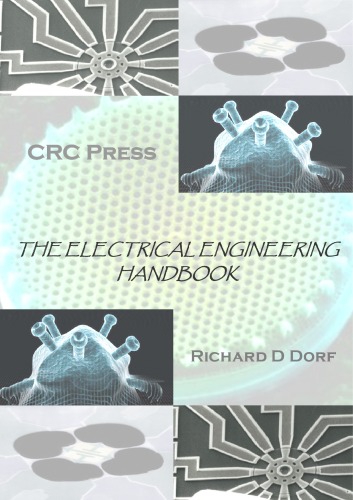 CRC PRESS
THE ELECTRICAL ENGINEERING
HANDBOOK
RICHARD D DORF